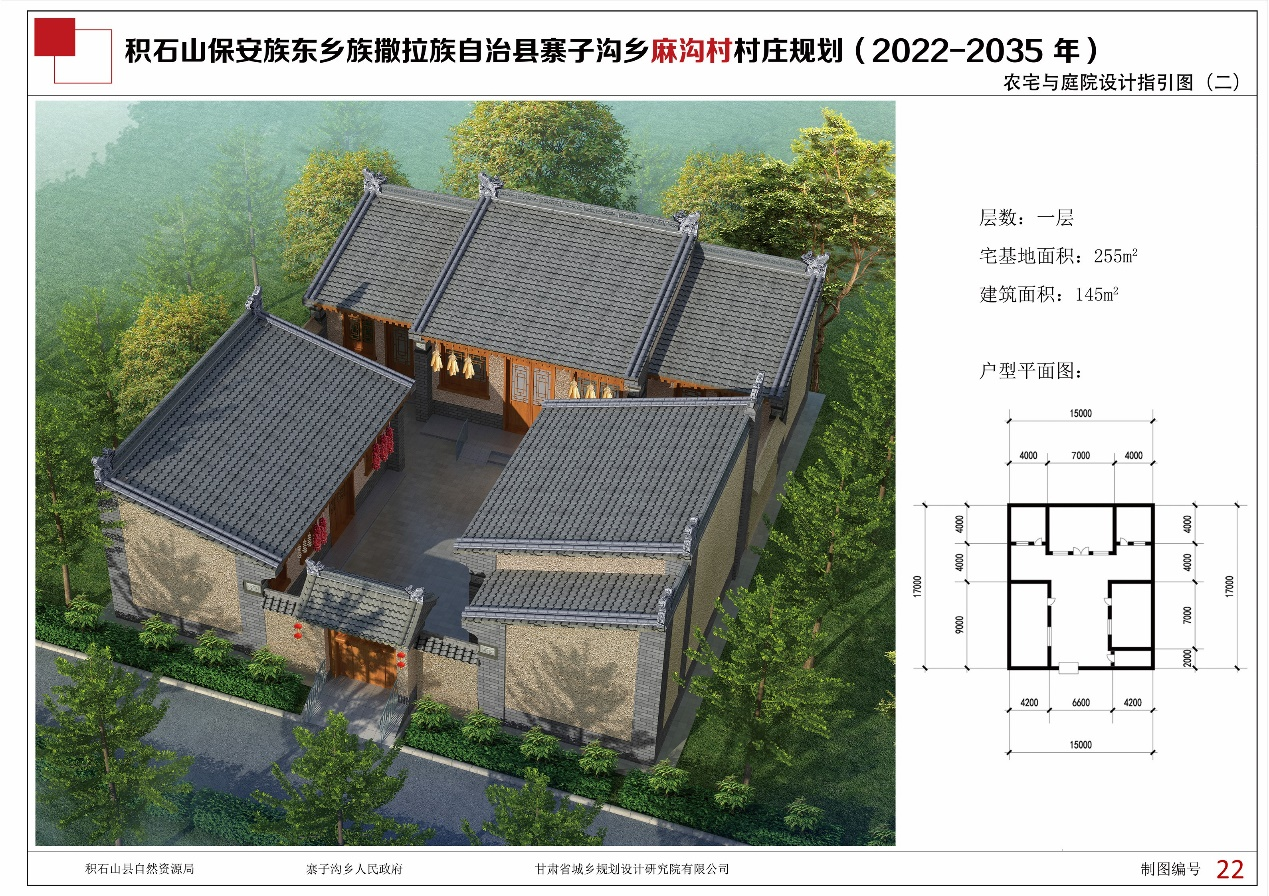 积石山保安族东乡族撒拉族自治县寨子沟乡麻沟村村庄规划（2022-2035 年）
农宅与庭院设计指引图（二）
层数：一层
宅基地面积：255m²
建筑面积：145m²
户型平面图：
15000
4000 7000 4000
4000 4000
4000 4000
17000 17000
9000 7000
2000
4200 6600 4200
15000
积石山县自然资源局 寨子沟乡人民政府 甘肃省城乡规划设计研究院有限公司 制图编号 22